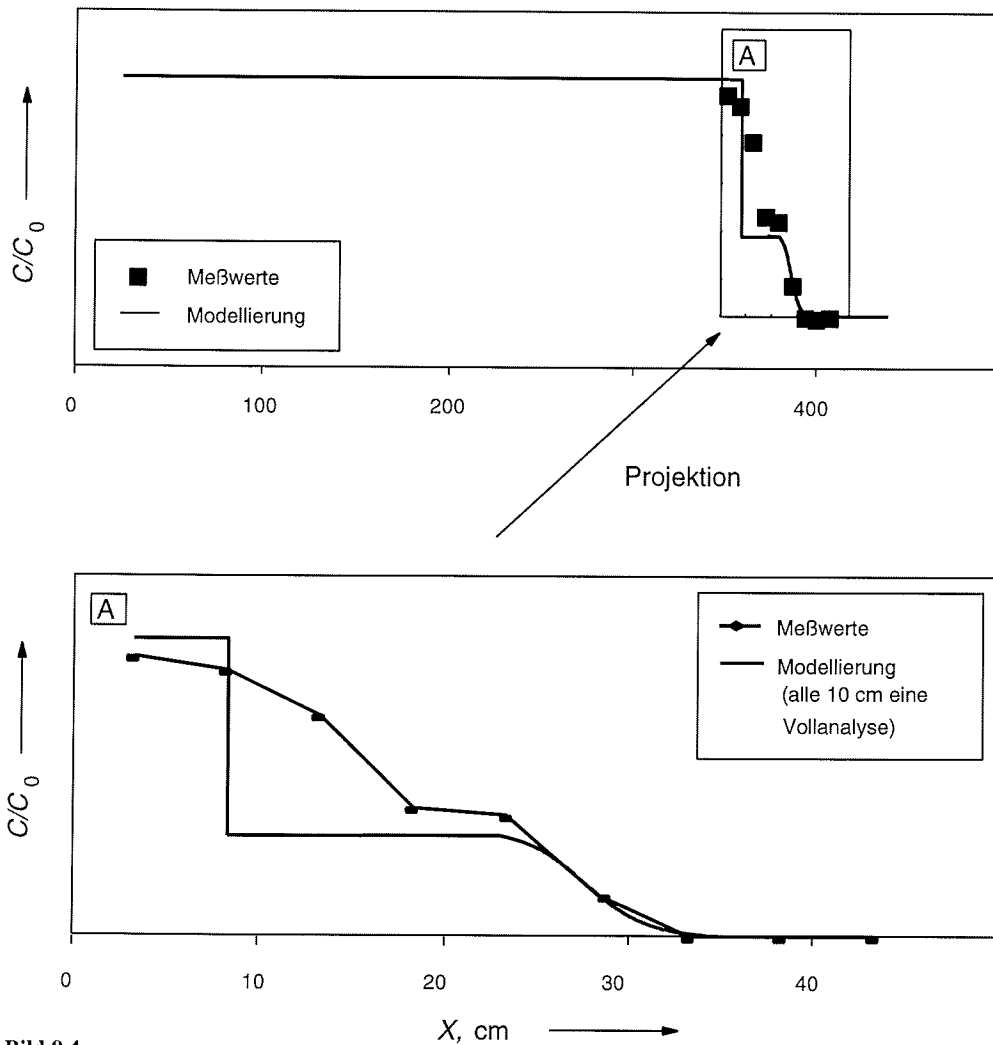 A
C/C0
Meßwerte
Modellierung
0 100 200 400
Projektion
A
C/C0
Meßwerte
Modellierung
(alle 10 cm eine
Vollanalyse)
0 10 20 30 40
X, cm